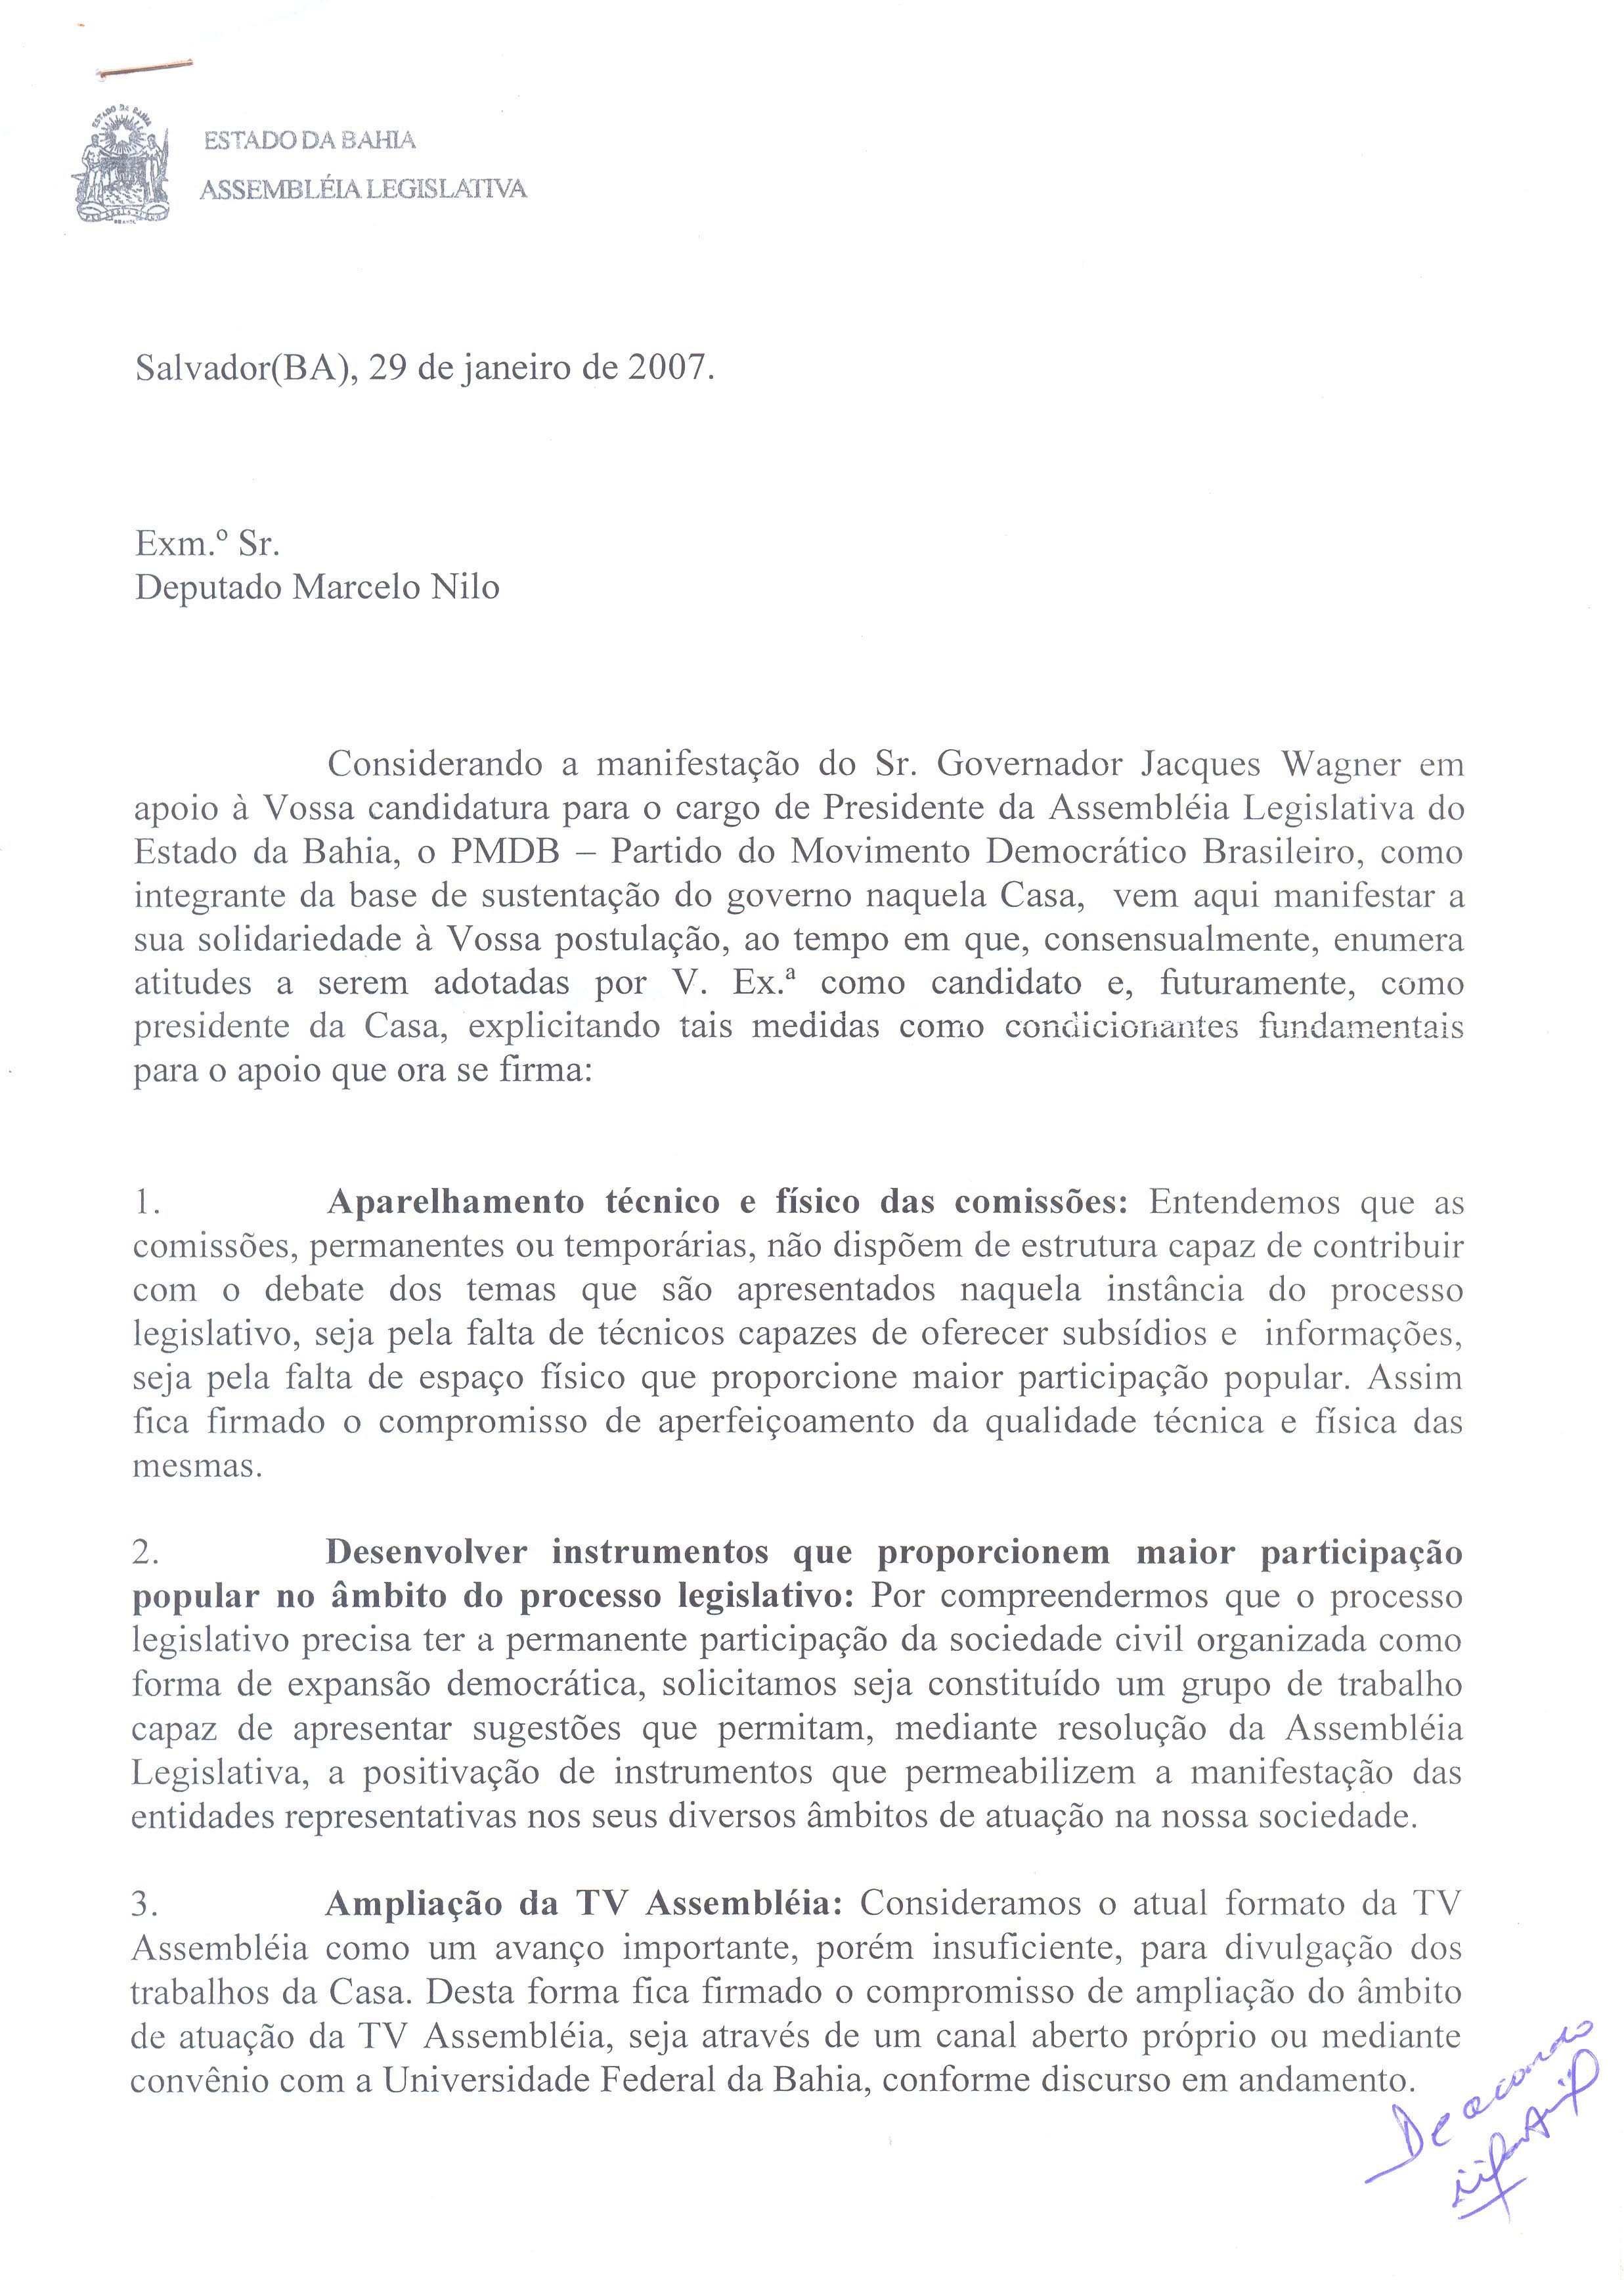 ESTADO DA BAHIA
ASSEMBLÉIA LEGISLATIVA
Salvador(BA), 29 de janeiro de 2007.
Exm.º Sr.
Deputado Marcelo Nilo
Considerando a manifestação do Sr. Governador Jacques Wagner em
apoio à Vossa candidatura para o cargo de Presidente da Assembléia Legislativa do
Estado da Bahia, o PMDB – Partido do Movimento Democrático Brasileiro, como
integrante da base de sustentação do governo naquela Casa, vem aqui manifestar a
sua solidariedade à Vossa postulação, ao tempo em que, consensualmente, enumera
atitudes a serem adotadas por V. Ex.ª como candidato e, futuramente, como
presidente da Casa, explicitando tais medidas como condicionantes fundamentais
para o apoio que ora se firma:
1. Aparelhamento técnico e físico das comissões: Entendemos que as
comissões, permanentes ou temporárias, não dispõem de estrutura capaz de contribuir
com o debate dos temas que são apresentados naquela instância do processo
legislativo, seja pela falta de técnicos capazes de oferecer subsídios e informações,
seja pela falta de espaço físico que proporcione maior participação popular. Assim
fica firmado o compromisso de aperfeiçoamento da qualidade técnica e física das
mesmas.
2. Desenvolver instrumentos que proporcionem maior participação
popular no âmbito do processo legislativo: Por compreendermos que o processo
legislativo precisa ter a permanente participação da sociedade civil organizada como
forma de expansão democrática, solicitamos seja constituído um grupo de trabalho
capaz de apresentar sugestões que permitam, mediante resolução da Assembléia
Legislativa, a positivação de instrumentos que permeabilizem a manifestação das
entidades representativas nos seus diversos âmbitos de atuação na nossa sociedade.
3. Ampliação da TV Assembléia: Consideramos o atual formato da TV
Assembléia como um avanço importante, porém insuficiente, para divulgação dos
trabalhos da Casa. Desta forma fica firmado o compromisso de ampliação do âmbito
de atuação da TV Assembléia, seja através de um canal aberto próprio ou mediante
convênio com a Universidade Federal da Bahia, conforme discurso em andamento.
De acordo